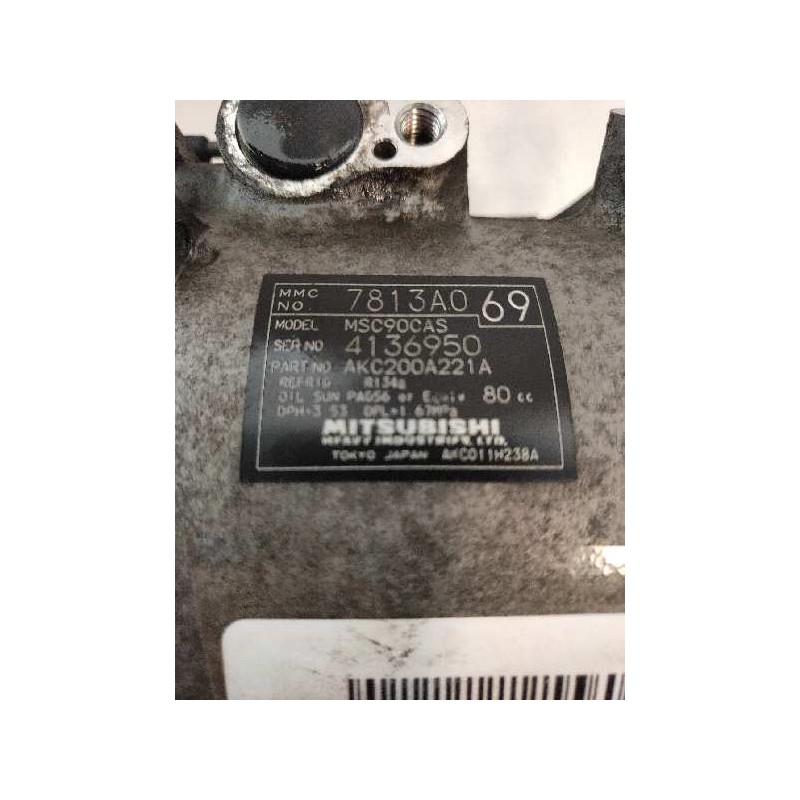 MMC NO. 7813A0 69
MODEL MSC90CAS
SER NO 4136950
PART NO AKC200A221A
REFRIG R134a
OIL SUN PAG56 or Equiv 80 cc
DPH=3.53 DPL=1.67MPa
MITSUBISHI
HEAVY INDUSTRIES, LTD.
TOKYO JAPAN AKC011H238A